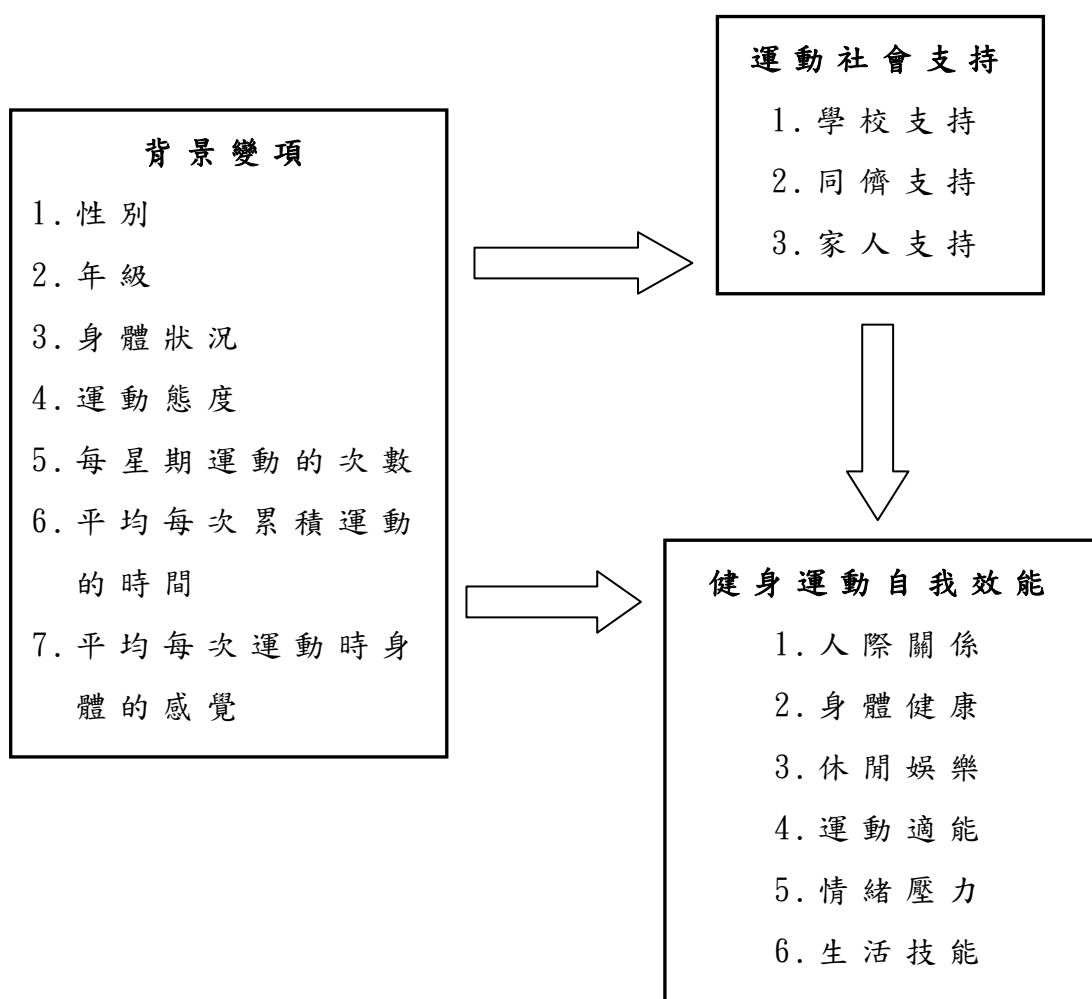 背景變項
1.性別
2.年級
3.身體狀況
4.運動態度
5.每星期運動的次數
6.平均每次累積運動
的時間
7.平均每次運動時身
體的感覺
運動社會支持
1.學校支持
2.同儕支持
3.家人支持
健身運動自我效能
1.人際關係
2.身體健康
3.休閒娛樂
4.運動適能
5.情緒壓力
6.生活技能